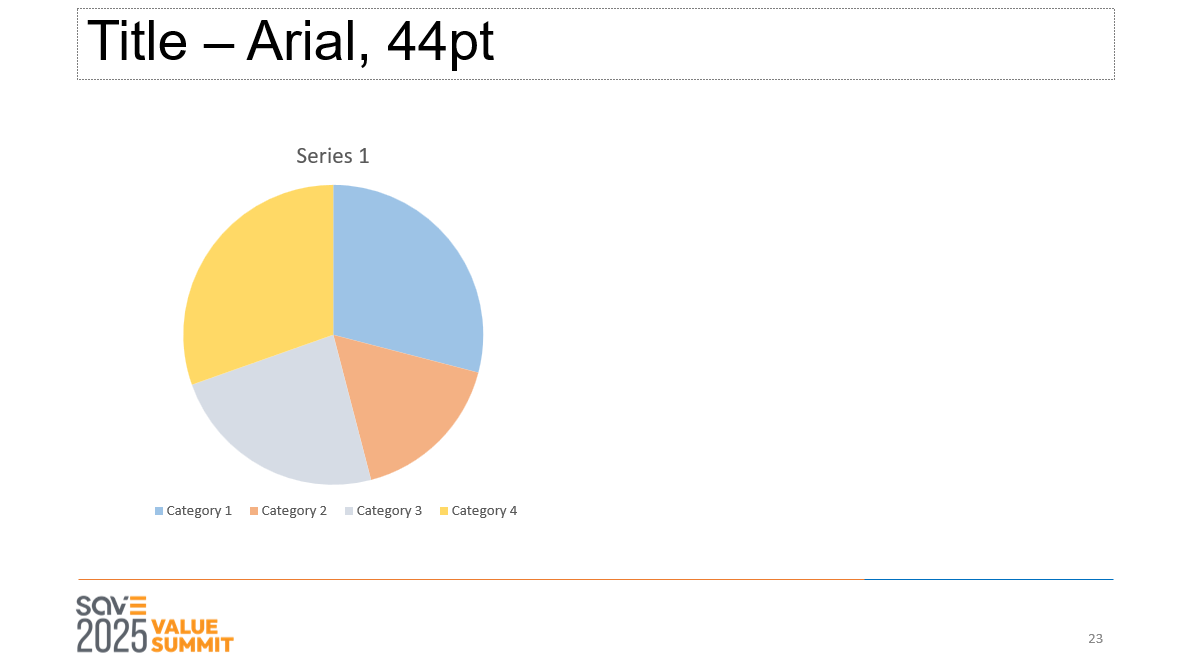 Title – Arial, 44pt
Series 1
Category 1 Category 2 Category 3 Category 4
SAVE
2025 VALUE SUMMIT
23